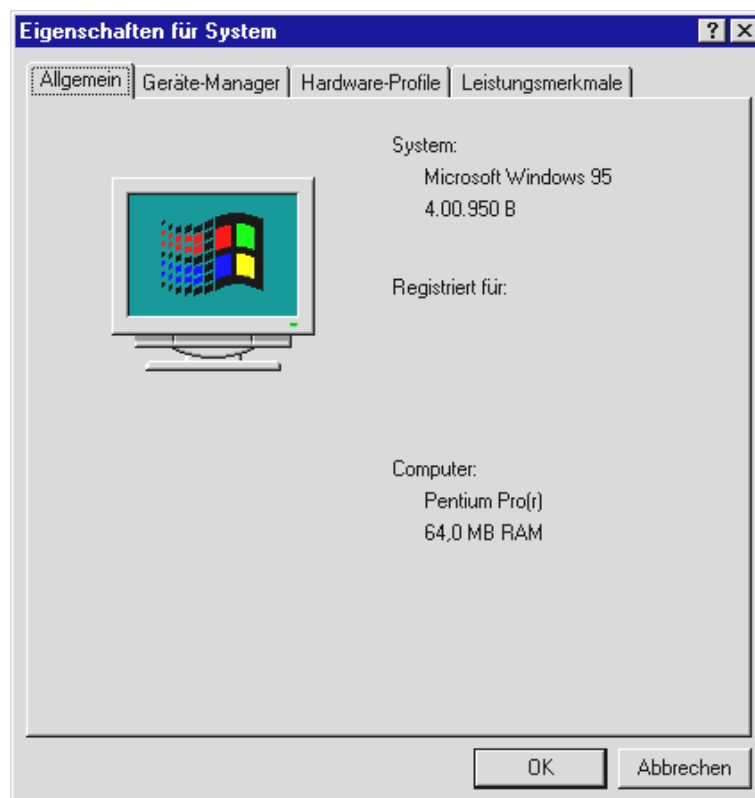 Eigenschaften für System
Allgemein Geräte-Manager Hardware-Profile Leistungsmerkmale
System:
Microsoft Windows 95
4.00.950 B
Registriert für:
Computer:
Pentium Pro(r)
64,0 MB RAM
OK Abbrechen